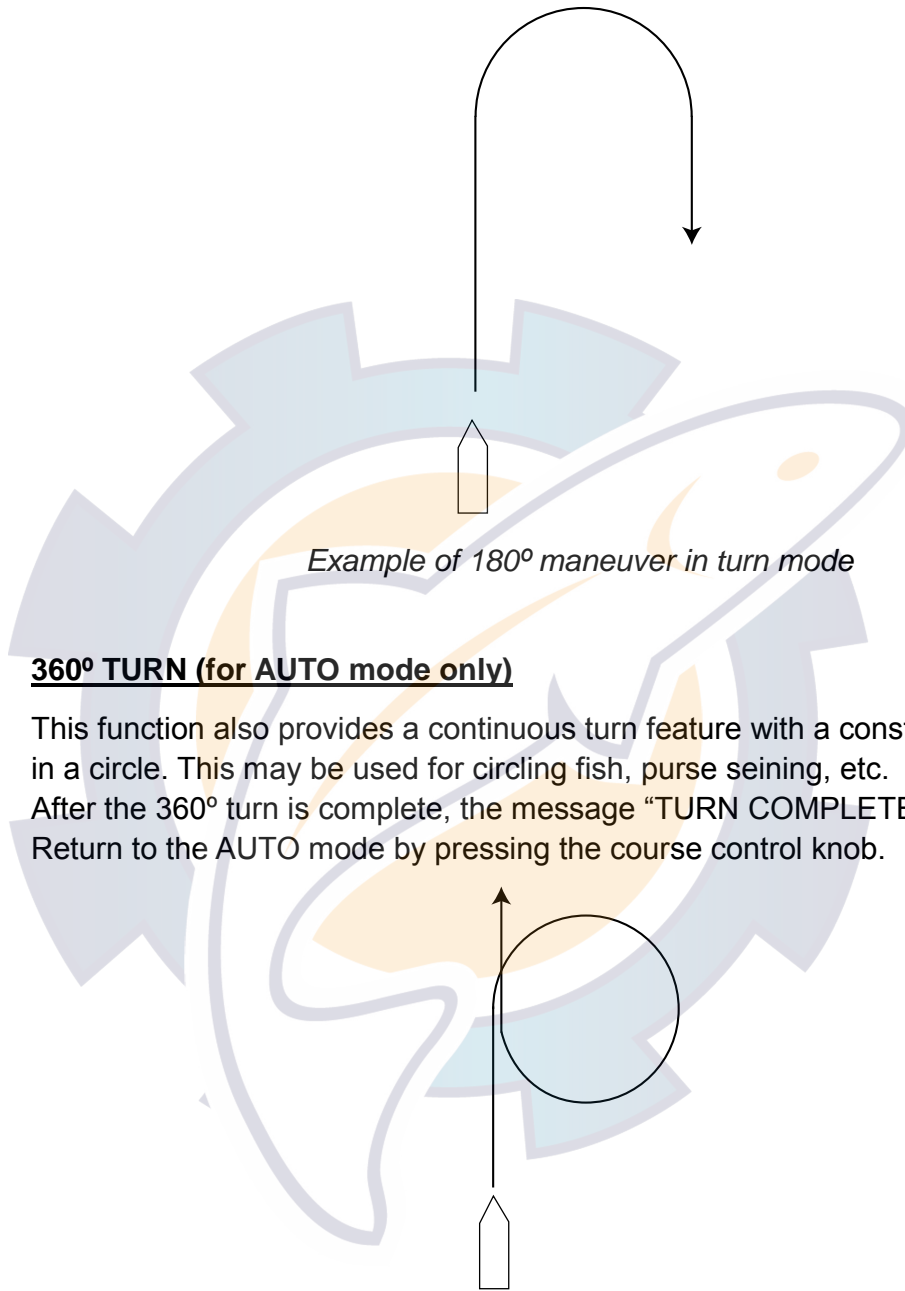 Example of 180º maneuver in turn mode
360º TURN (for AUTO mode only)
This function also provides a continuous turn feature with a
in a circle. This may be used for circling fish, purse seining, etc.
After the 360º turn is complete, the message “TURN
Return to the AUTO mode by pressing the course control knob.